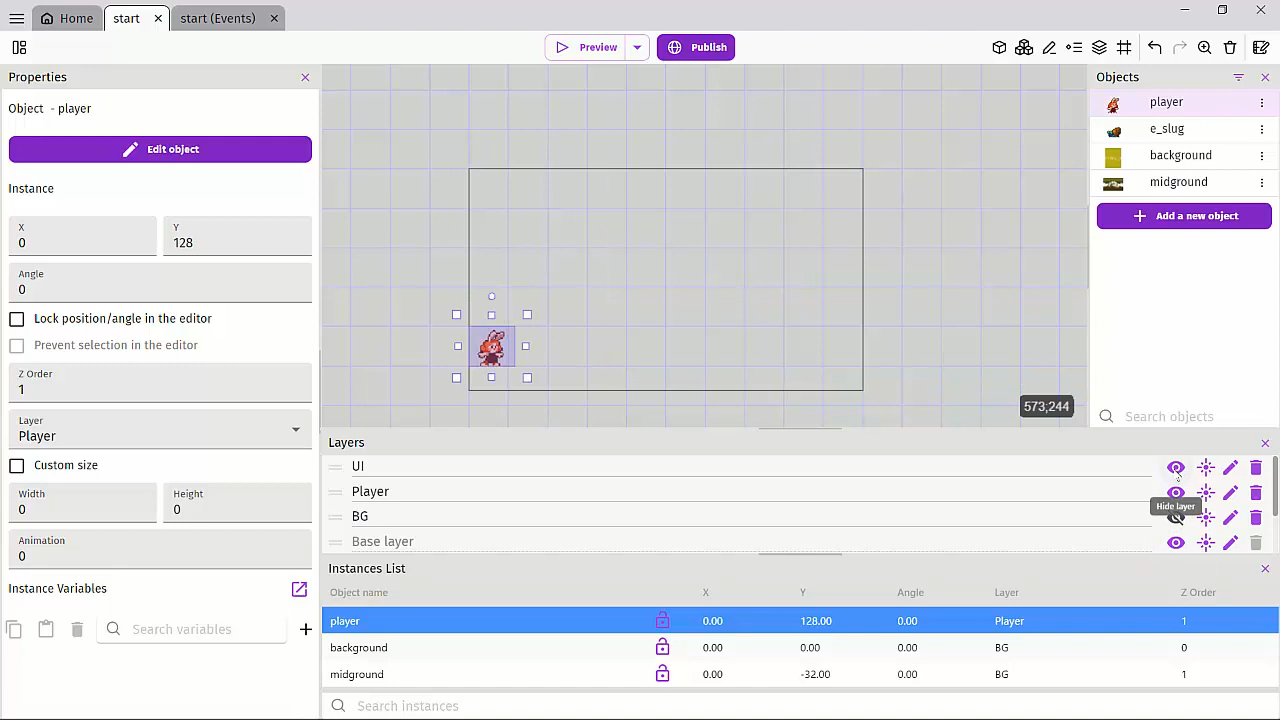 Home
start
start (Events)
Preview
Publish
Properties
Object - player
Edit object
Instance
X
0
Y
128
Angle
0
Lock position/angle in the editor
Prevent selection in the editor
Z Order
1
Layer
Player
Custom size
Width
0
Height
0
Animation
0
Instance Variables
Search variables
573;244
Objects
player
e_slug
background
midground
Add a new object
Search objects
Layers
UI
Player
BG
Base layer
Hide layer
Instances List
Object name X Y Angle Layer Z Order
player 0.00 128.00 0.00 Player 1
background 0.00 0.00 0.00 BG 0
midground 0.00 -32.00 0.00 BG 1
Search instances